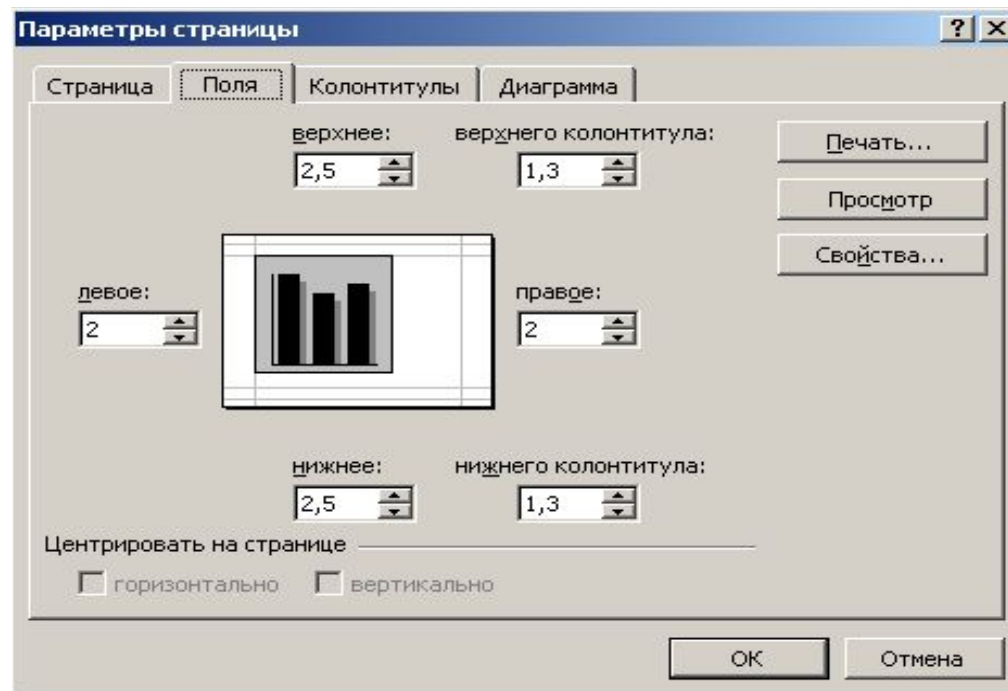 Параметры страницы
Страница Поля Колонтитулы Диаграмма
верхнее: верхнего колонтитула:
2,5 1,3
Печать...
Просмотр
Свойства...
левое: правое:
2 2
нижнее: нижнего колонтитула:
2,5 1,3
Центрировать на странице
горизонтально вертикально
ОК Отмена